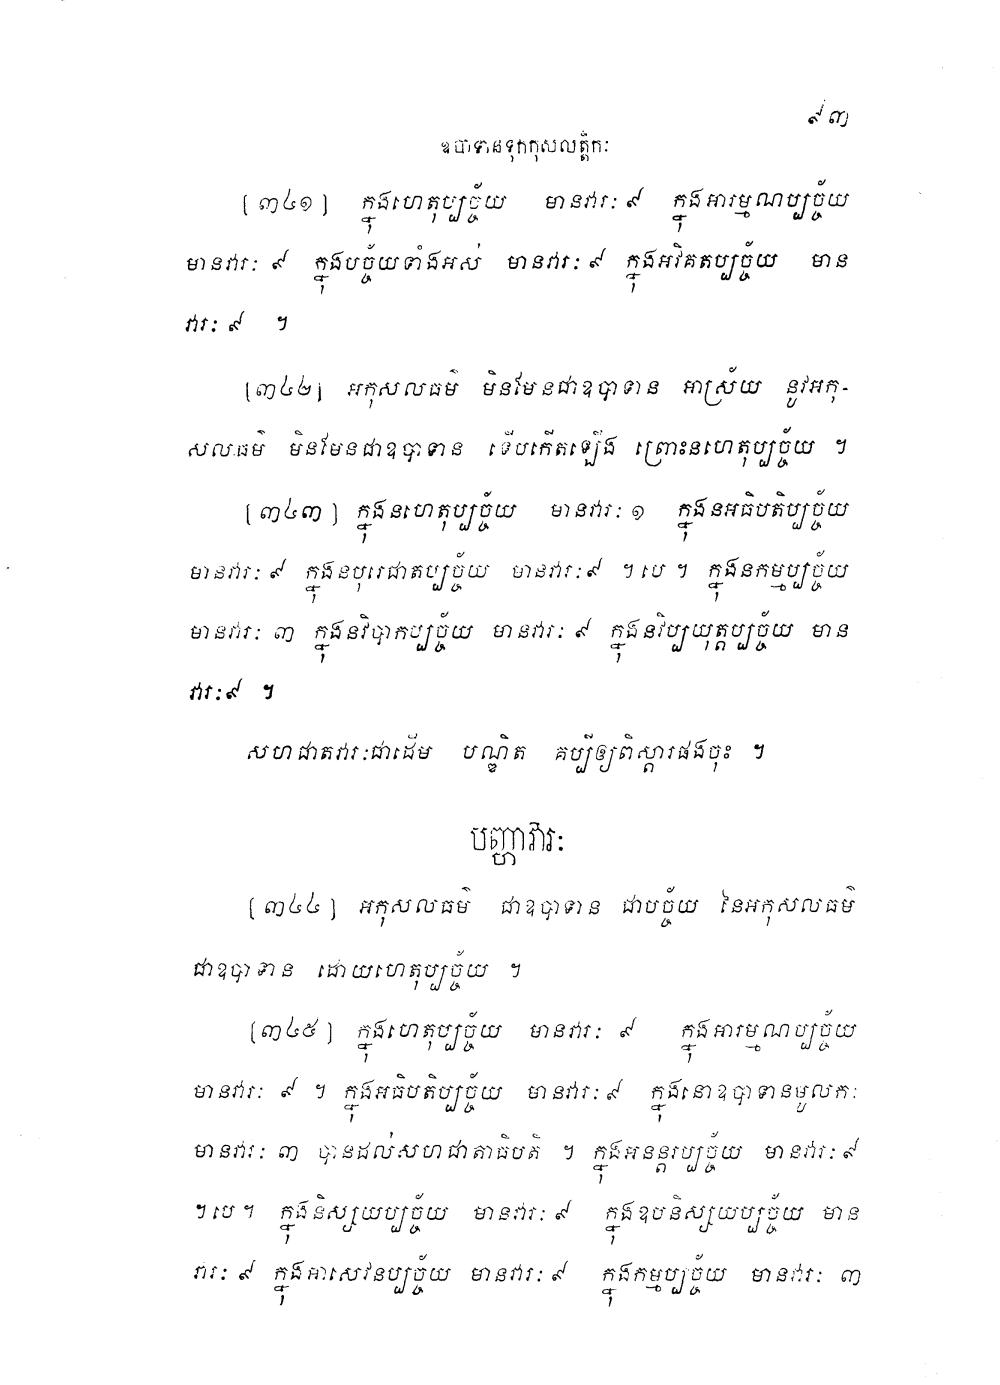 ៩៣
ឧបាទានទុកកុសលត្តិកៈ
[៣៤១] ក្នុងហេតុប្បច្ច័យ មានវារៈ ៩ ក្នុងអារម្មណប្បច្ច័យ
មានវារៈ ៩ ក្នុងបច្ច័យទាំងអស់ មានវារៈ ៩ ក្នុងអវិគតប្បច្ច័យ មាន
វារៈ ៩ ។
[៣៤២] អកុសលធម៌ មិនមែនជាឧបាទាន អាស្រ័យ នូវអកុ-
សលធម៌ មិនមែនជាឧបាទាន ទើបកើតឡើង ព្រោះនហេតុប្បច្ច័យ ។
[៣៤៣] ក្នុងនហេតុប្បច្ច័យ មានវារៈ ១ ក្នុងនអធិបតិប្បច្ច័យ
មានវារៈ ៩ ក្នុងនបុរេជាតប្បច្ច័យ មានវារៈ ៩ ។ បេ ។ ក្នុងនកម្មប្បច្ច័យ
មានវារៈ ៣ ក្នុងនវិបាកប្បច្ច័យ មានវារៈ ៩ ក្នុងនវិប្បយុត្តប្បច្ច័យ មាន
វារៈ ៩ ។
សហជាតវារៈជាដើម បណ្ឌិត គប្បីឲ្យពិស្តារផងចុះ ។
បញ្ហាវារៈ
[៣៤៤] អកុសលធម៌ ជាឧបាទាន ជាបច្ច័យ នៃអកុសលធម៌
ជាឧបាទាន ដោយហេតុប្បច្ច័យ ។
[៣៤៥] ក្នុងហេតុប្បច្ច័យ មានវារៈ ៩ ក្នុងអារម្មណប្បច្ច័យ
មានវារៈ ៩ ។ ក្នុងអធិបតិប្បច្ច័យ មានវារៈ ៩ ក្នុងនោឧបាទានមូលកៈ
មានវារៈ ៣ បានដល់សហជាតាធិបតិ ។ ក្នុងអនន្តរប្បច្ច័យ មានវារៈ ៩
។ បេ ។ ក្នុងនិស្សយប្បច្ច័យ មានវារៈ ៩ ក្នុងឧបនិស្សយប្បច្ច័យ មាន
វារៈ ៩ ក្នុងអាសេវនប្បច្ច័យ មានវារៈ ៩ ក្នុងកម្មប្បច្ច័យ មានវារៈ ៣